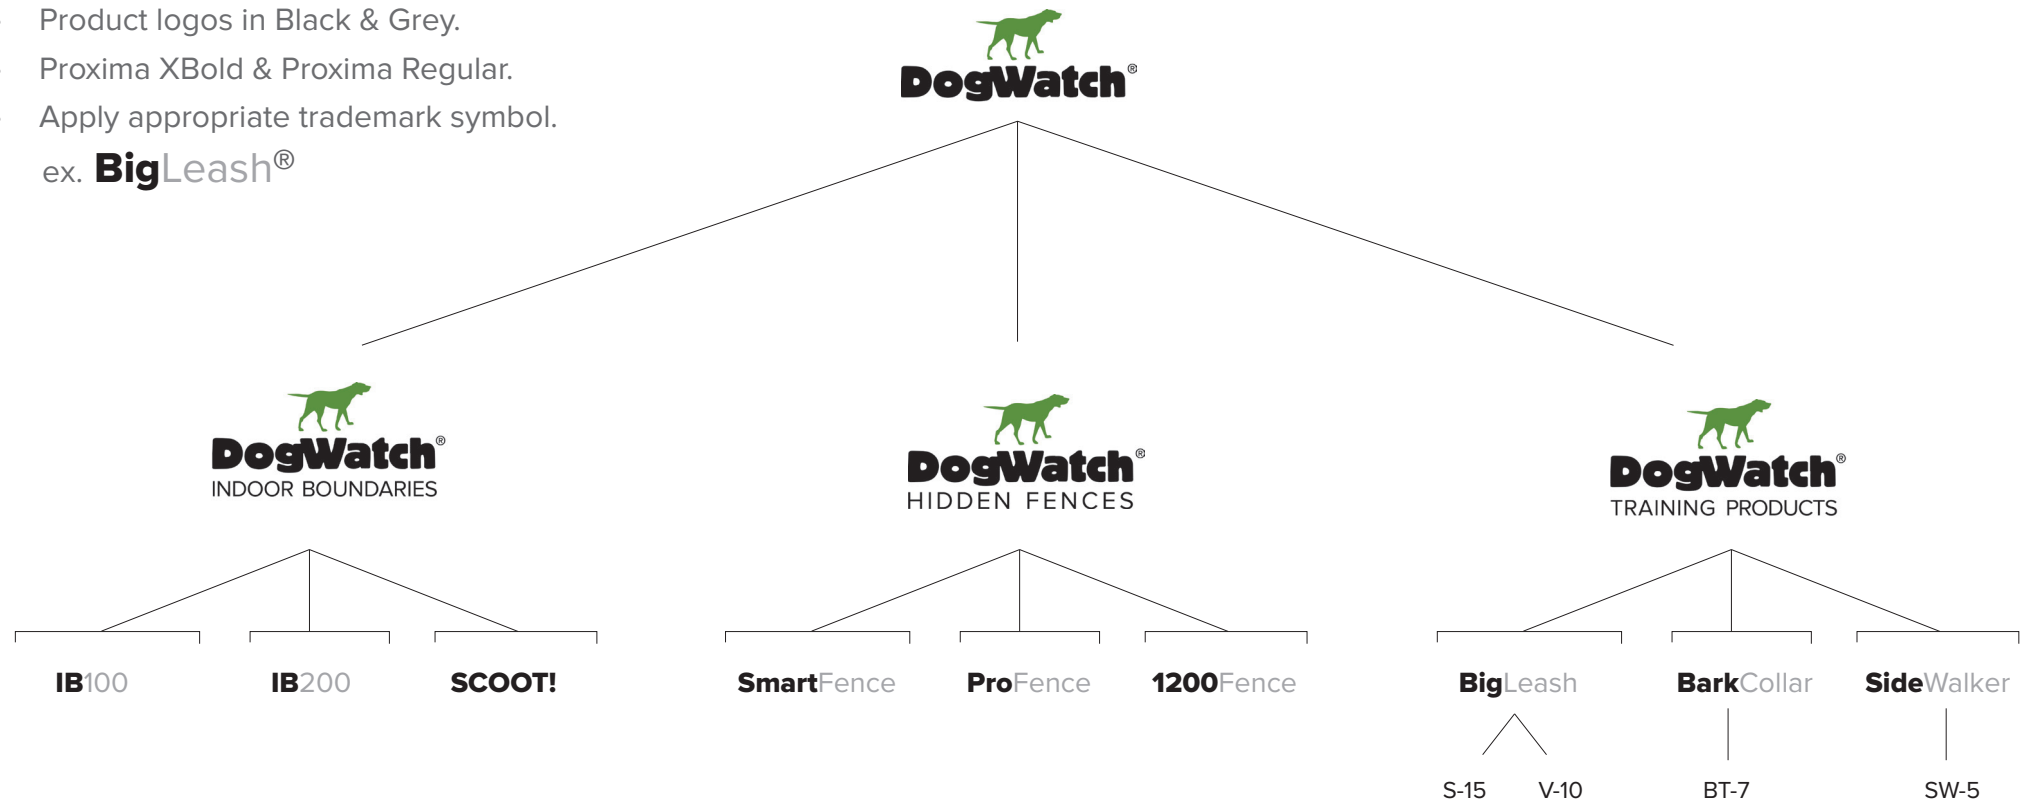 Product logos in Black & Grey.
Proxima XBold & Proxima Regular.
Apply appropriate trademark symbol.
ex. BigLeash®
DogWatch®
DogWatch®
INDOOR BOUNDARIES
DogWatch®
HIDDEN FENCES
DogWatch®
TRAINING PRODUCTS
IB100 IB200 SCOOT! SmartFence ProFence 1200Fence BigLeash BarkCollar SideWalker
S-15 V-10 BT-7 SW-5